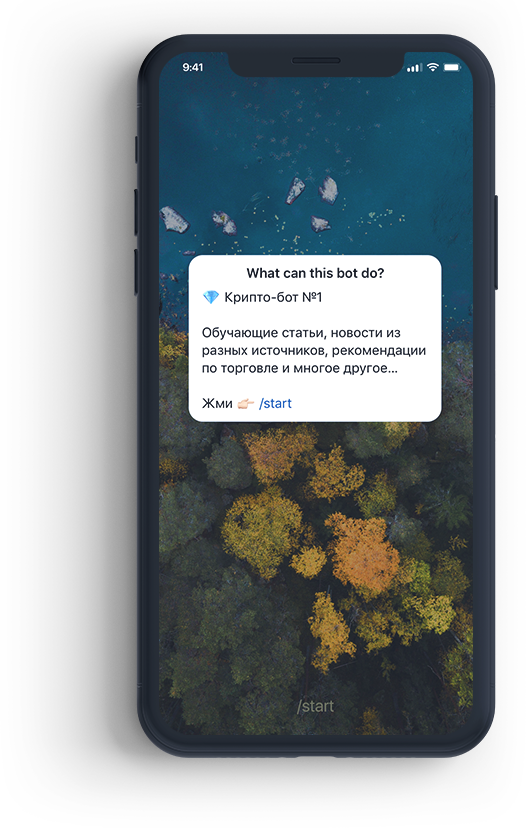 9:41
What can this bot do?
💎 Крипто-бот №1
Обучающие статьи, новости из
разных источников, рекомендации
по торговле и многое другое...
Жми 👉🏻 /start
/start